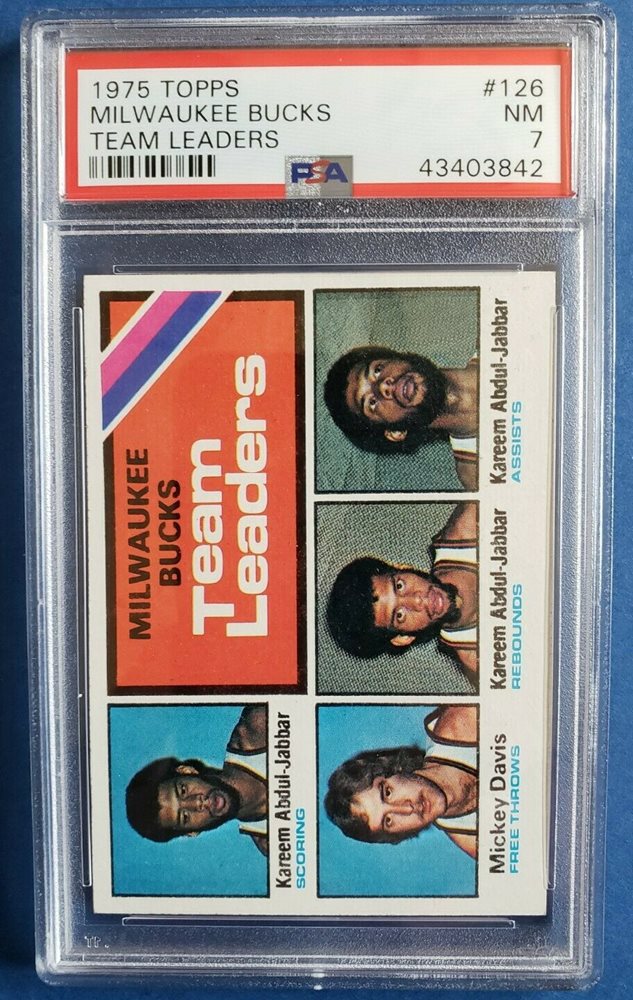 1975 TOPPS #126
MILWAUKEE BUCKS NM
TEAM LEADERS 7
PSA 43403842
MILWAUKEE
BUCKS
Team
Leaders
Kareem Abdul-Jabbar
SCORING
Mickey Davis
FREE THROWS
Kareem Abdul-Jabbar
REBOUNDS
Kareem Abdul-Jabbar
ASSISTS